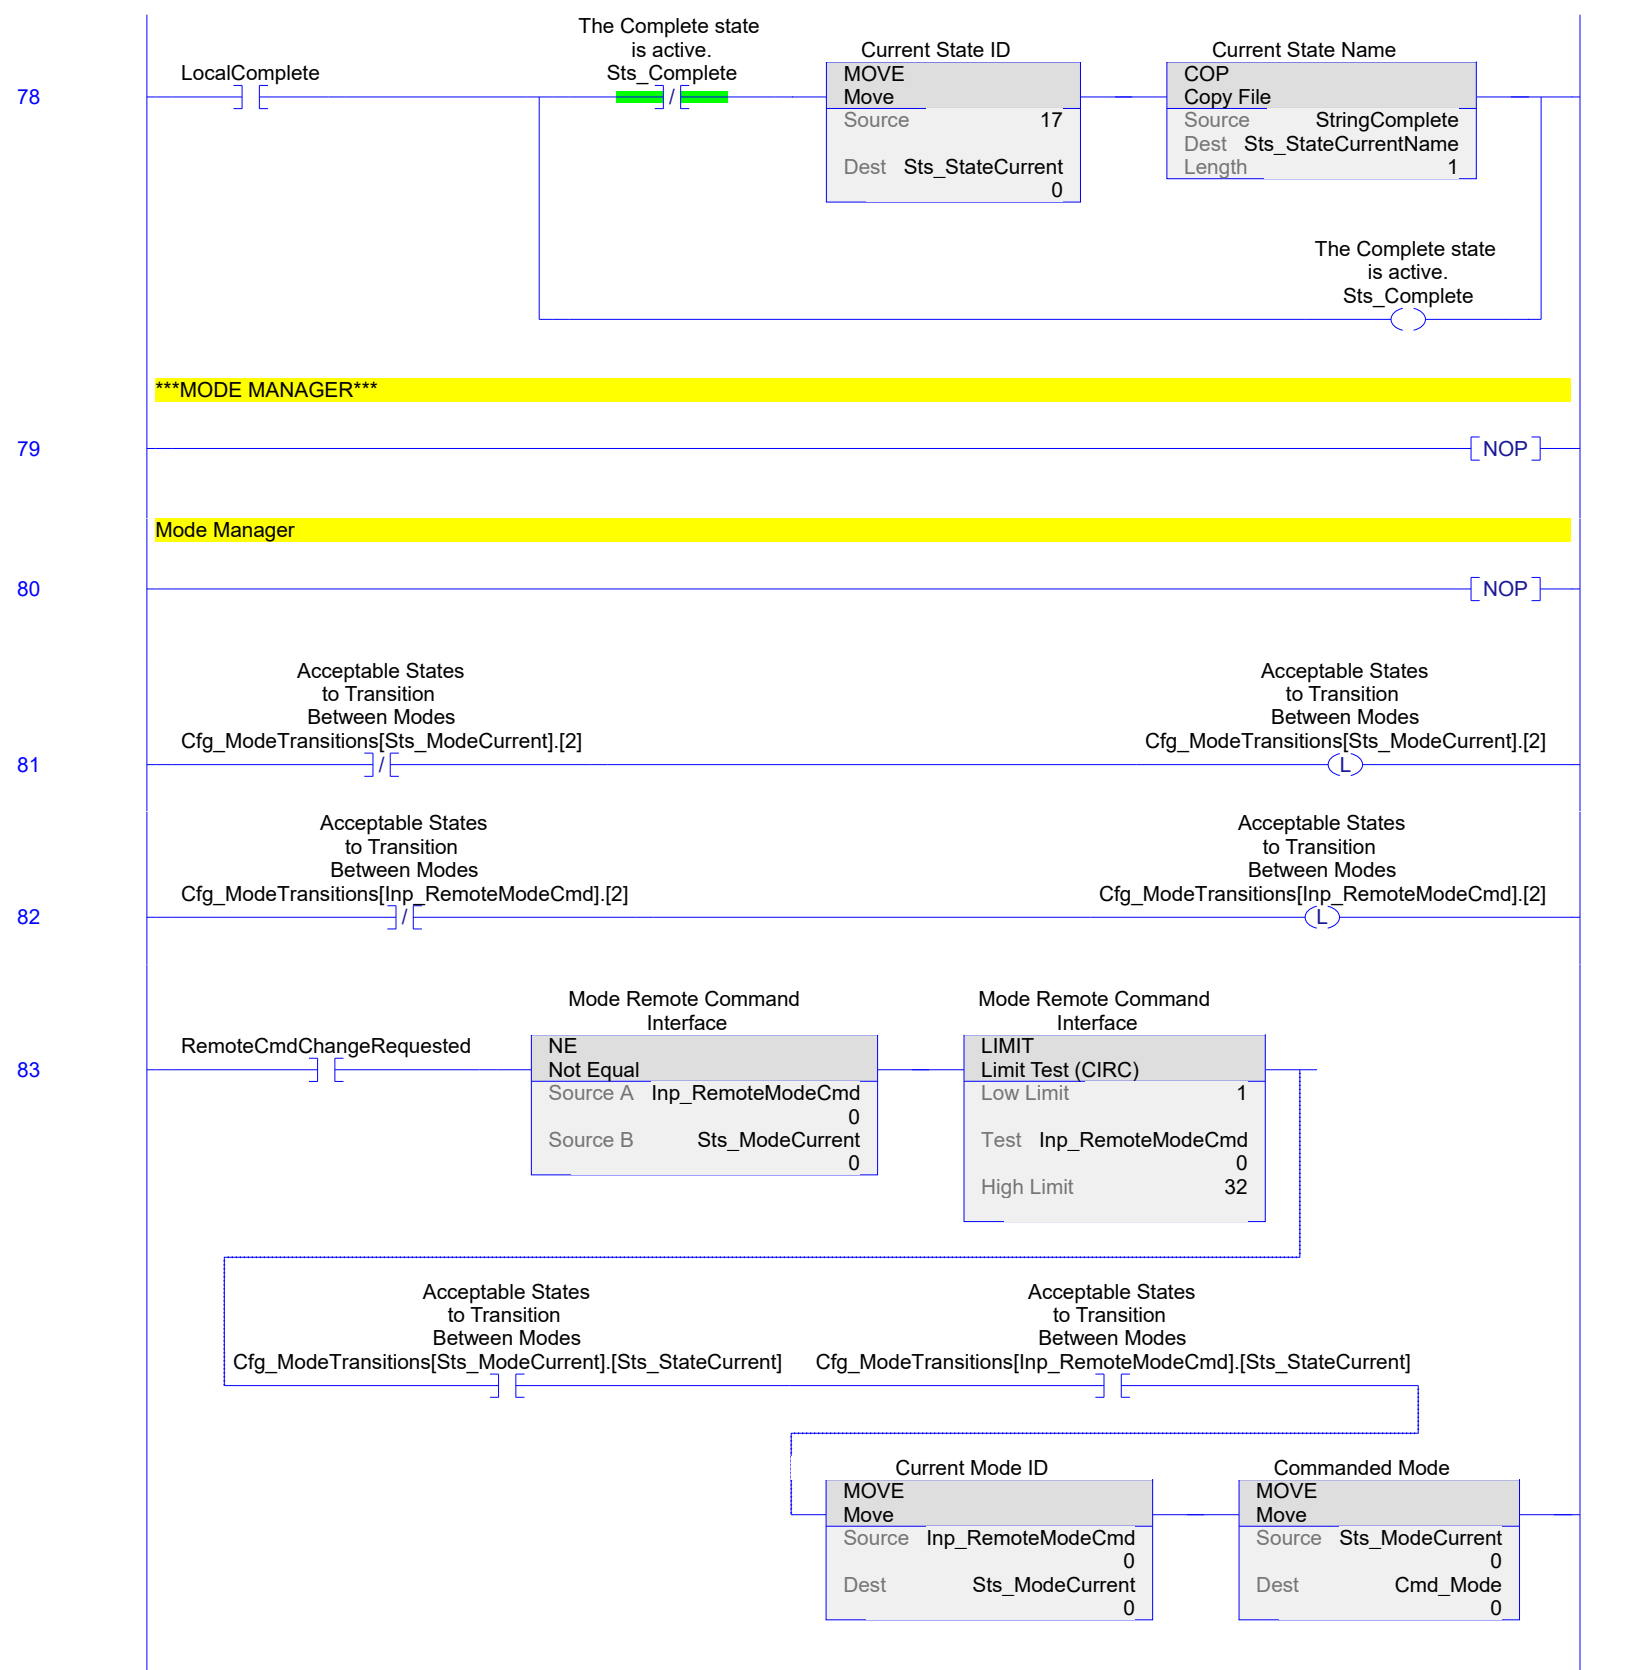 The Complete state
is active.
Sts_Complete
LocalComplete
78
/
Current State ID
MOVE
Move
Source 17
Dest Sts_StateCurrent
0
Current State Name
COP
Copy File
Source StringComplete
Dest Sts_StateCurrentName
Length 1
The Complete state
is active.
Sts_Complete
***MODE MANAGER***
79
NOP
Mode Manager
80
NOP
Acceptable States
to Transition
Between Modes
Cfg_ModeTransitions[Sts_ModeCurrent].[2]
81
/
Acceptable States
to Transition
Between Modes
Cfg_ModeTransitions[Sts_ModeCurrent].[2]
L
Acceptable States
to Transition
Between Modes
Cfg_ModeTransitions[Inp_RemoteModeCmd].[2]
82
/
Acceptable States
to Transition
Between Modes
Cfg_ModeTransitions[Inp_RemoteModeCmd].[2]
L
83
RemoteCmdChangeRequested
Mode Remote Command
Interface
NE
Not Equal
Source A Inp_RemoteModeCmd
0
Source B Sts_ModeCurrent
0
Mode Remote Command
Interface
LIMIT
Limit Test (CIRC)
Low Limit 1
Test Inp_RemoteModeCmd
0
High Limit 32
Acceptable States
to Transition
Between Modes
Cfg_ModeTransitions[Sts_ModeCurrent].[Sts_StateCurrent]
Acceptable States
to Transition
Between Modes
Cfg_ModeTransitions[Inp_RemoteModeCmd].[Sts_StateCurrent]
Current Mode ID
MOVE
Move
Source Inp_RemoteModeCmd
0
Dest Sts_ModeCurrent
0
Commanded Mode
MOVE
Move
Source Sts_ModeCurrent
0
Dest Cmd_Mode
0